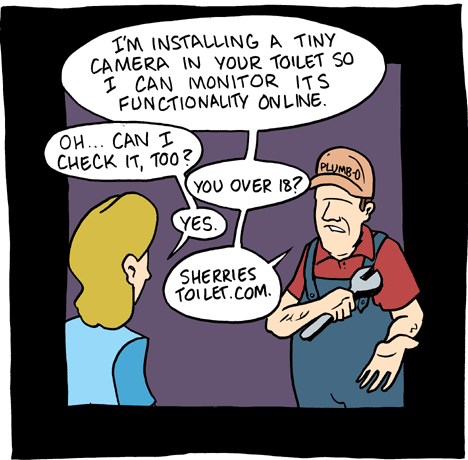 I'M INSTALLING A TINY
CAMERA IN YOUR TOILET SO
I CAN MONITOR ITS
FUNCTIONALITY ONLINE.
OH... CAN I
CHECK IT, TOO?
YOU OVER 18?
YES.
SHERRIES
TOILET.COM.
PLUMB-O